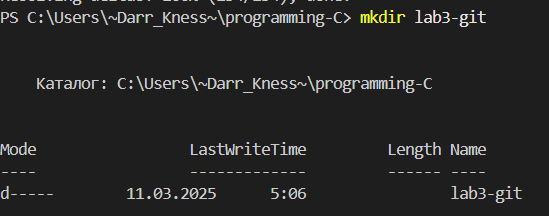 PS C:\Users\~Darr_Kness~\programming-C> mkdir lab3-git
Каталог: C:\Users\~Darr_Kness~\programming-C
Mode LastWriteTime Length Name
---- ------------- ------ ----
d----- 11.03.2025 5:06 lab3-git